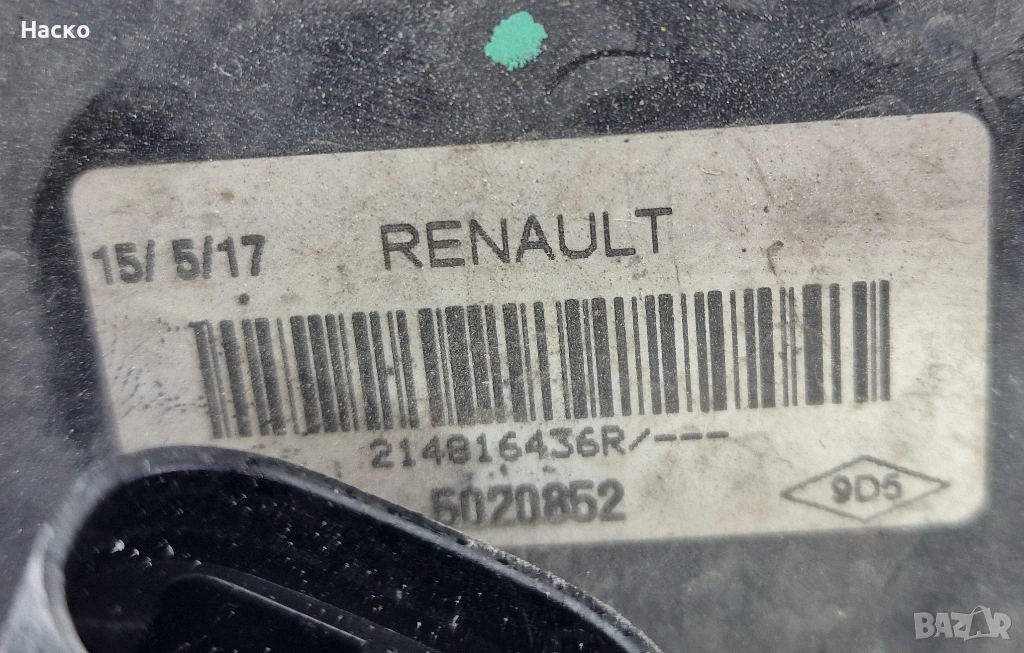 Наско
15/ 5/17 RENAULT
214816436R/---
5020852
9D5
BAZAR